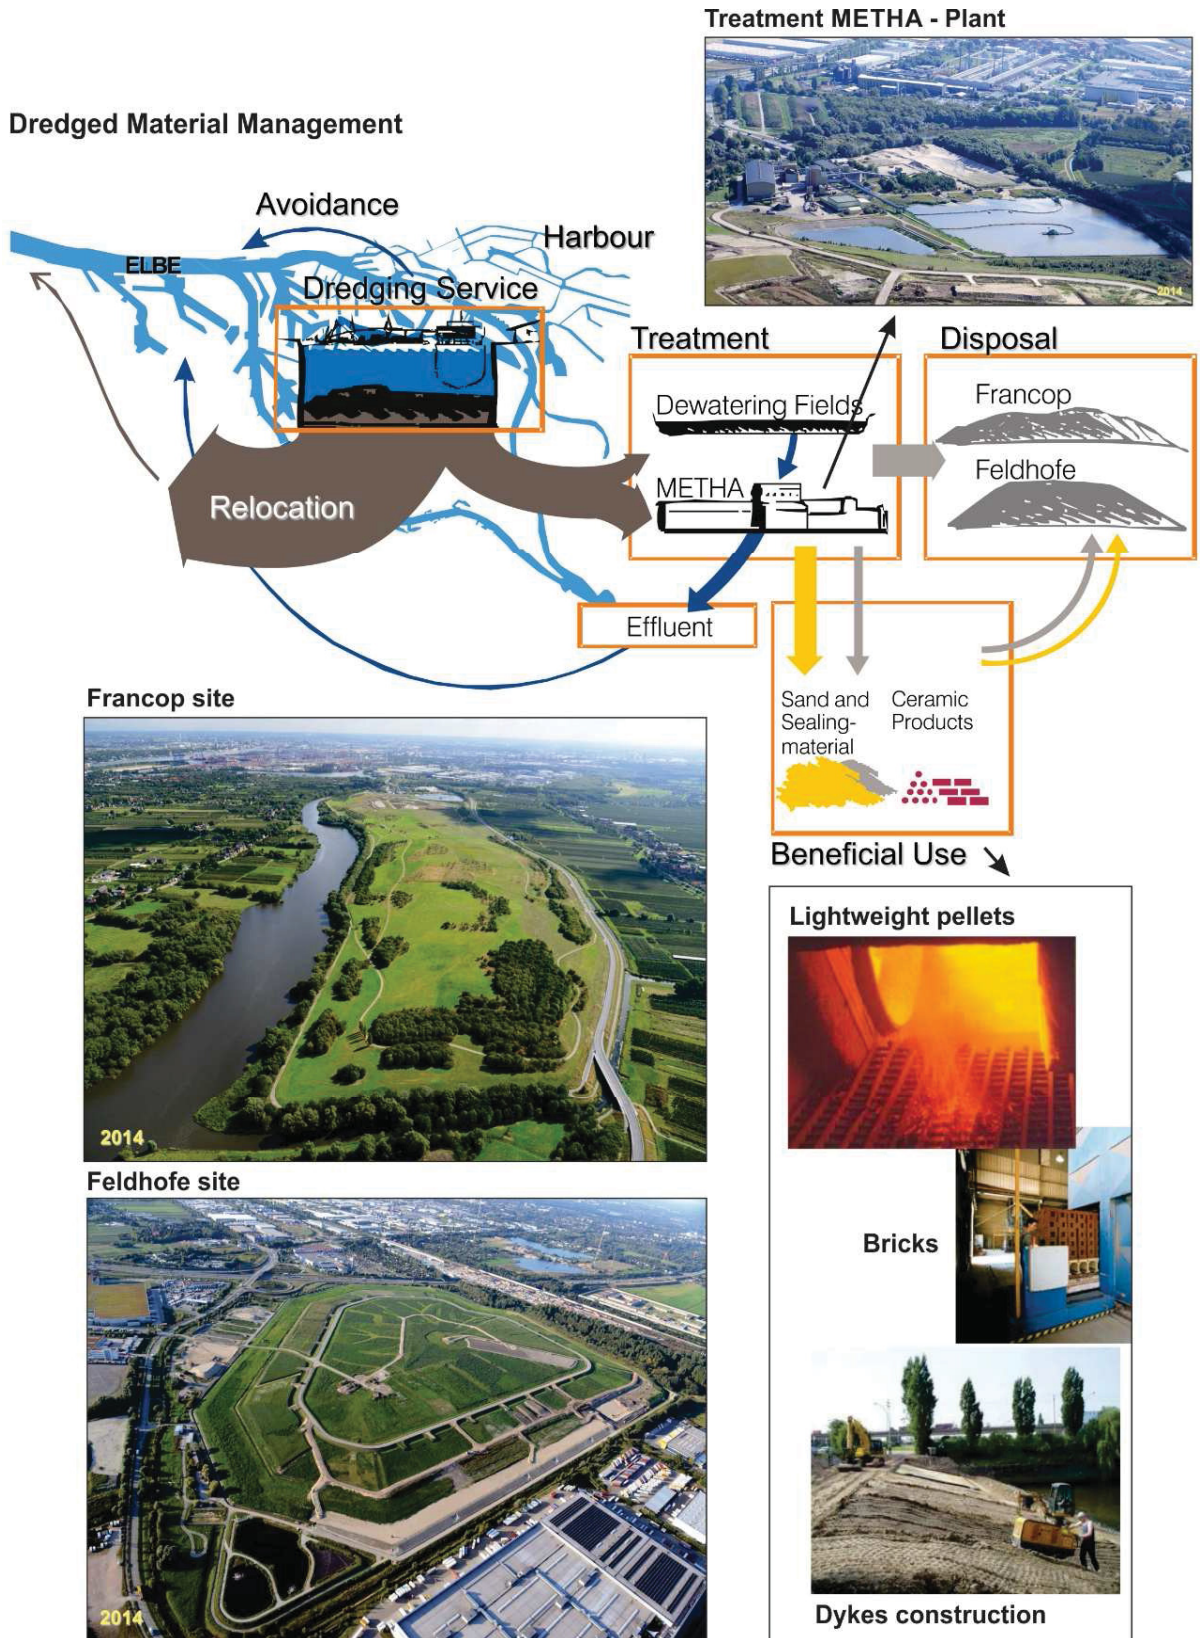 Treatment METHA - Plant
2014
Dredged Material Management
Avoidance
Harbour
ELBE
Dredging Service
Treatment
Disposal
Dewatering Fields
Francop
METHA
Feldhofe
Relocation
Effluent
Sand and
Sealing-
material
Ceramic
Products
Beneficial Use
Francop site
2014
Feldhofe site
2014
Lightweight pellets
Bricks
Dykes construction